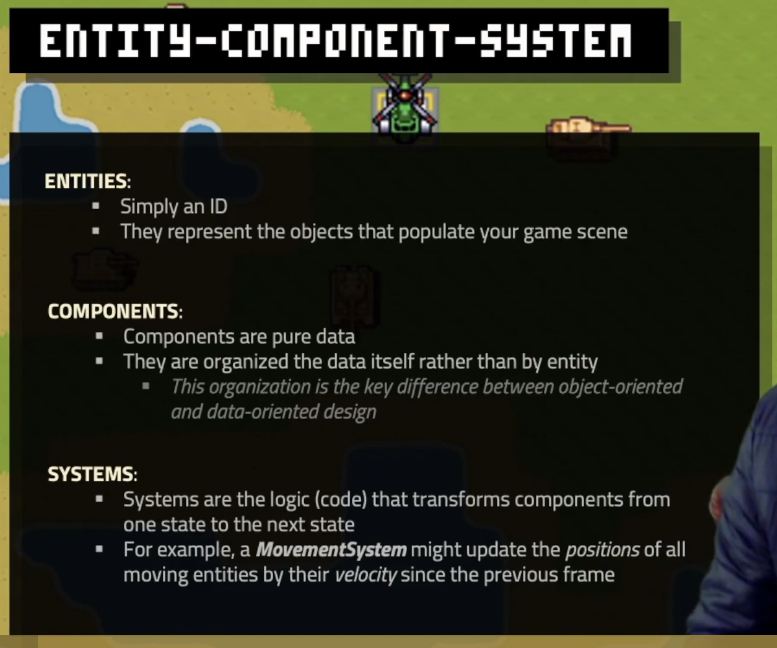 ENTITY-COMPONENT-SYSTEM
ENTITIES:
▪ Simply an ID
▪ They represent the objects that populate your game scene
COMPONENTS:
▪ Components are pure data
▪ They are organized the data itself rather than by entity
▪ This organization is the key difference between object-oriented
and data-oriented design
SYSTEMS:
▪ Systems are the logic (code) that transforms components from
one state to the next state
▪ For example, a MovementSystem might update the positions of all
moving entities by their velocity since the previous frame